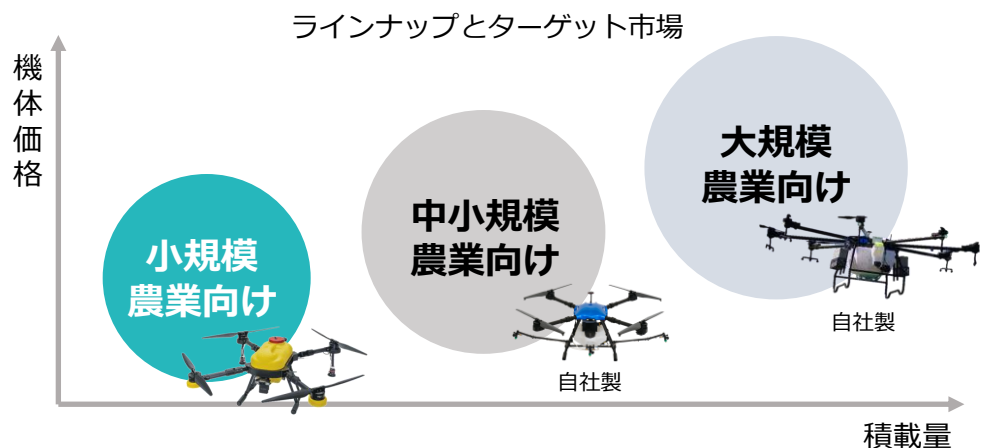 ラインナップとターゲット市場
機体価格
大規模
農業向け
中小規模
農業向け
小規模
農業向け
自社製
自社製
積載量